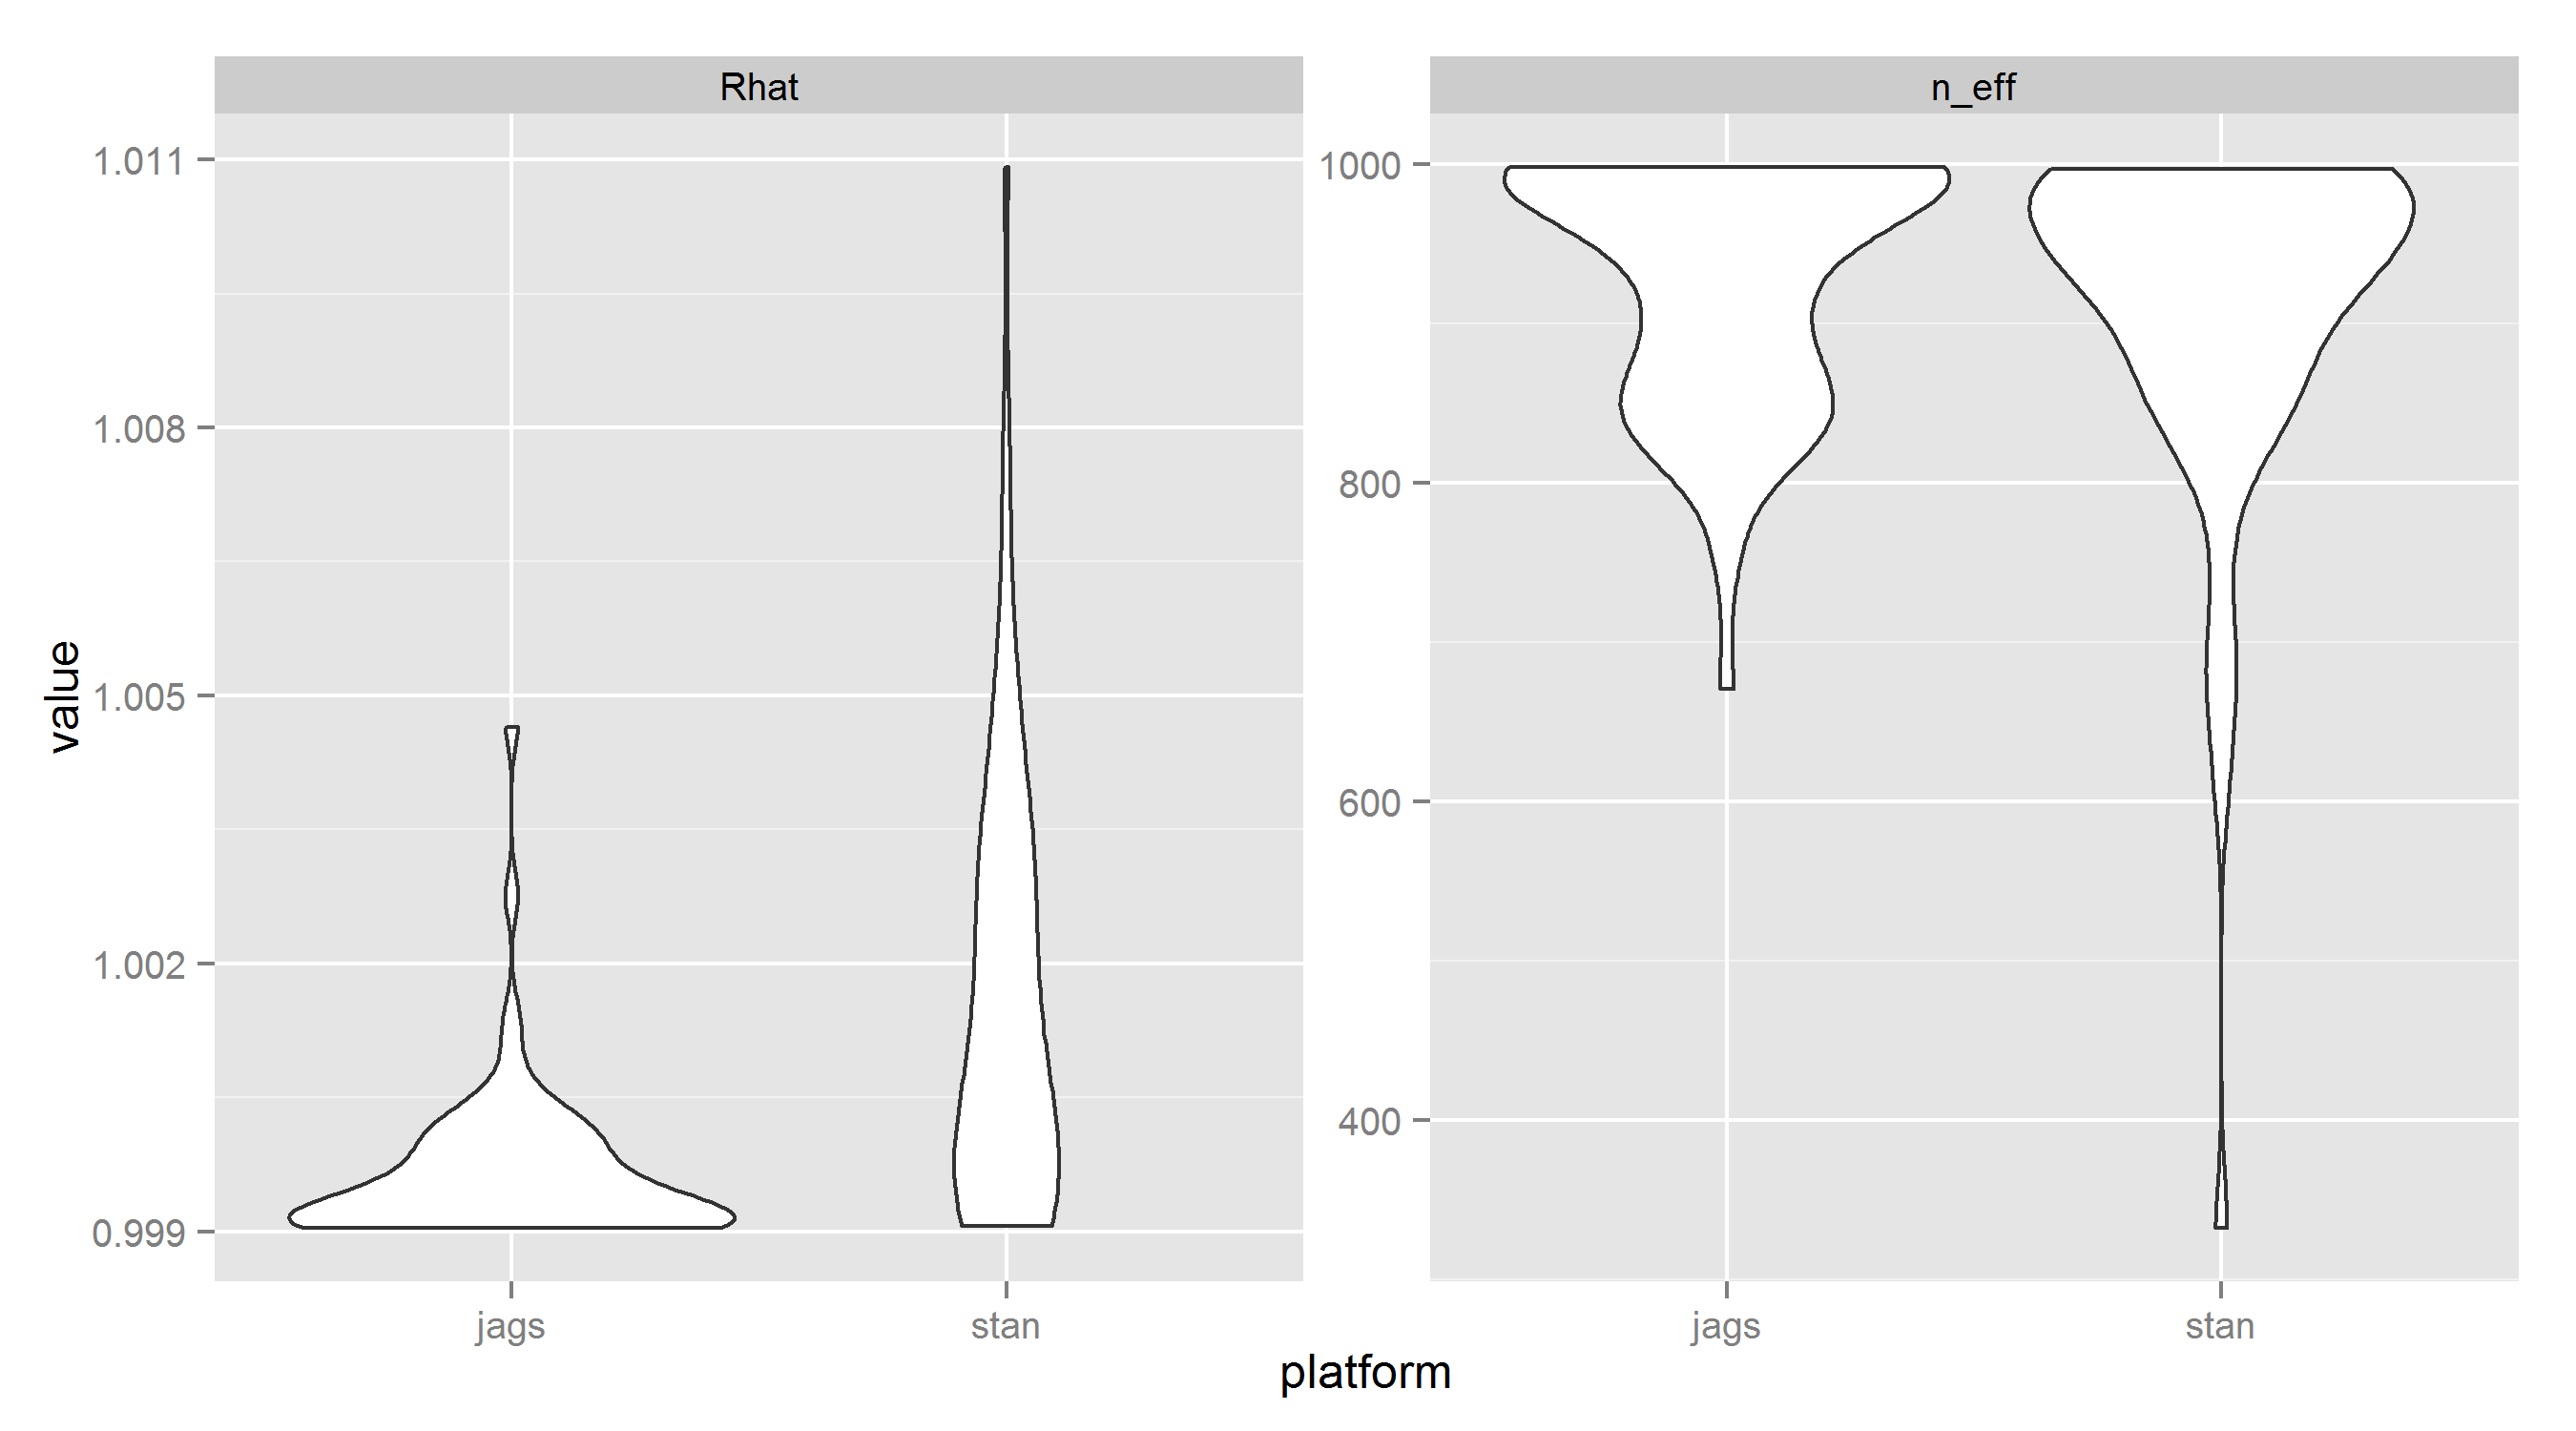 Rhat
n_eff
1.011
1.008
1.005
1.002
0.999
1000
800
600
400
value
jags
stan
jags
stan
platform